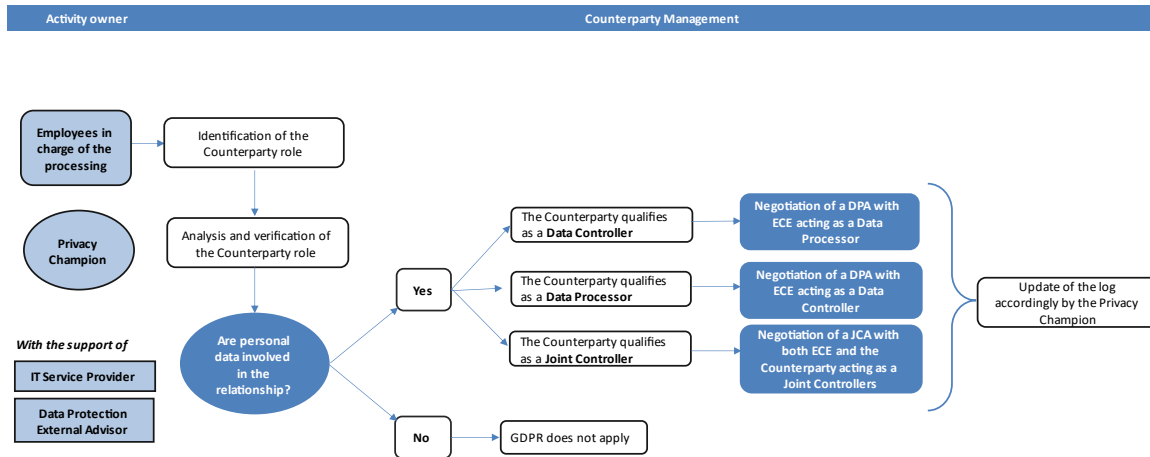 Activity owner
Counterparty Management
Employees in
charge of the
processing
Identification of the
Counterparty role
Privacy
Champion
Analysis and verification of
the Counterparty role
With the support of
IT Service Provider
Data Protection
External Advisor
Are personal
data involved
in the
relationship?
Yes
No
The Counterparty qualifies
as a Data Controller
The Counterparty qualifies
as a Data Processor
The Counterparty qualifies
as a Joint Controller
GDPR does not apply
Negotiation of a DPA with
ECE acting as a Data
Processor
Negotiation of a DPA with
ECE acting as a Data
Controller
Negotiation of a JCA with
both ECE and the
Counterparty acting as a
Joint Controllers
Update of the log
accordingly by the Privacy
Champion